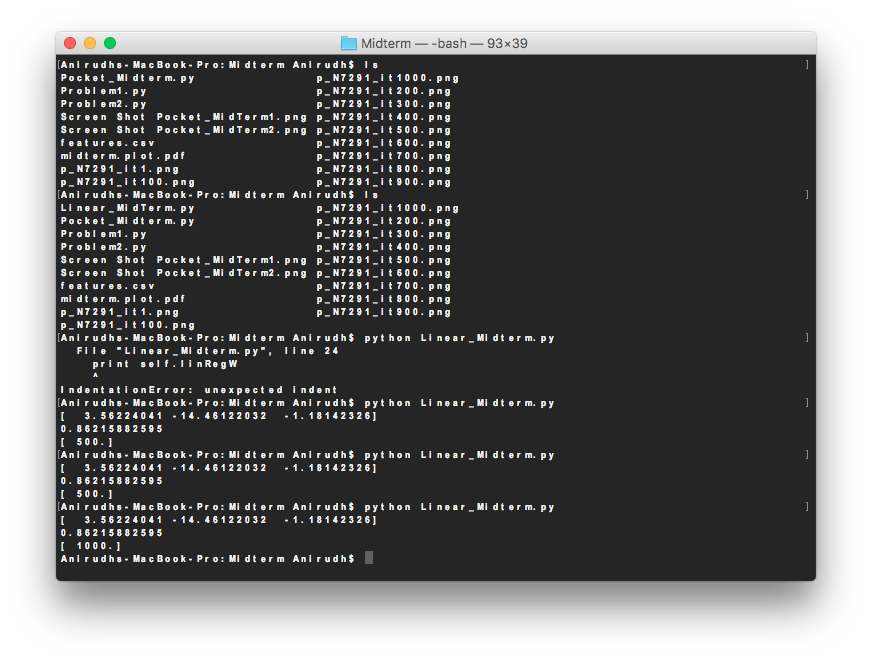 Midterm — -bash — 93×39
[Anirudhs-MacBook-Pro:Midterm Anirudh$ ls ]
Pocket_Midterm.py p_N7291_it1000.png
Problem1.py p_N7291_it200.png
Problem2.py p_N7291_it300.png
Screen Shot Pocket_MidTerm1.png p_N7291_it400.png
Screen Shot Pocket_MidTerm2.png p_N7291_it500.png
features.csv p_N7291_it600.png
midterm.plot.pdf p_N7291_it700.png
p_N7291_it1.png p_N7291_it800.png
p_N7291_it100.png p_N7291_it900.png
[Anirudhs-MacBook-Pro:Midterm Anirudh$ ls ]
Linear_MidTerm.py p_N7291_it1000.png
Pocket_Midterm.py p_N7291_it200.png
Problem1.py p_N7291_it300.png
Problem2.py p_N7291_it400.png
Screen Shot Pocket_MidTerm1.png p_N7291_it500.png
Screen Shot Pocket_MidTerm2.png p_N7291_it600.png
features.csv p_N7291_it700.png
midterm.plot.pdf p_N7291_it800.png
p_N7291_it1.png p_N7291_it900.png
p_N7291_it100.png
[Anirudhs-MacBook-Pro:Midterm Anirudh$ python Linear_Midterm.py ]
File "Linear_Midterm.py", line 24
print self.linRegW
^
IndentationError: unexpected indent
[Anirudhs-MacBook-Pro:Midterm Anirudh$ python Linear_Midterm.py ]
[ 3.56224041 -14.46122032 -1.18142326]
0.86215882595
[ 500.]
[Anirudhs-MacBook-Pro:Midterm Anirudh$ python Linear_Midterm.py ]
[ 3.56224041 -14.46122032 -1.18142326]
0.86215882595
[ 500.]
[Anirudhs-MacBook-Pro:Midterm Anirudh$ python Linear_Midterm.py ]
[ 3.56224041 -14.46122032 -1.18142326]
0.86215882595
[ 1000.]
Anirudhs-MacBook-Pro:Midterm Anirudh$